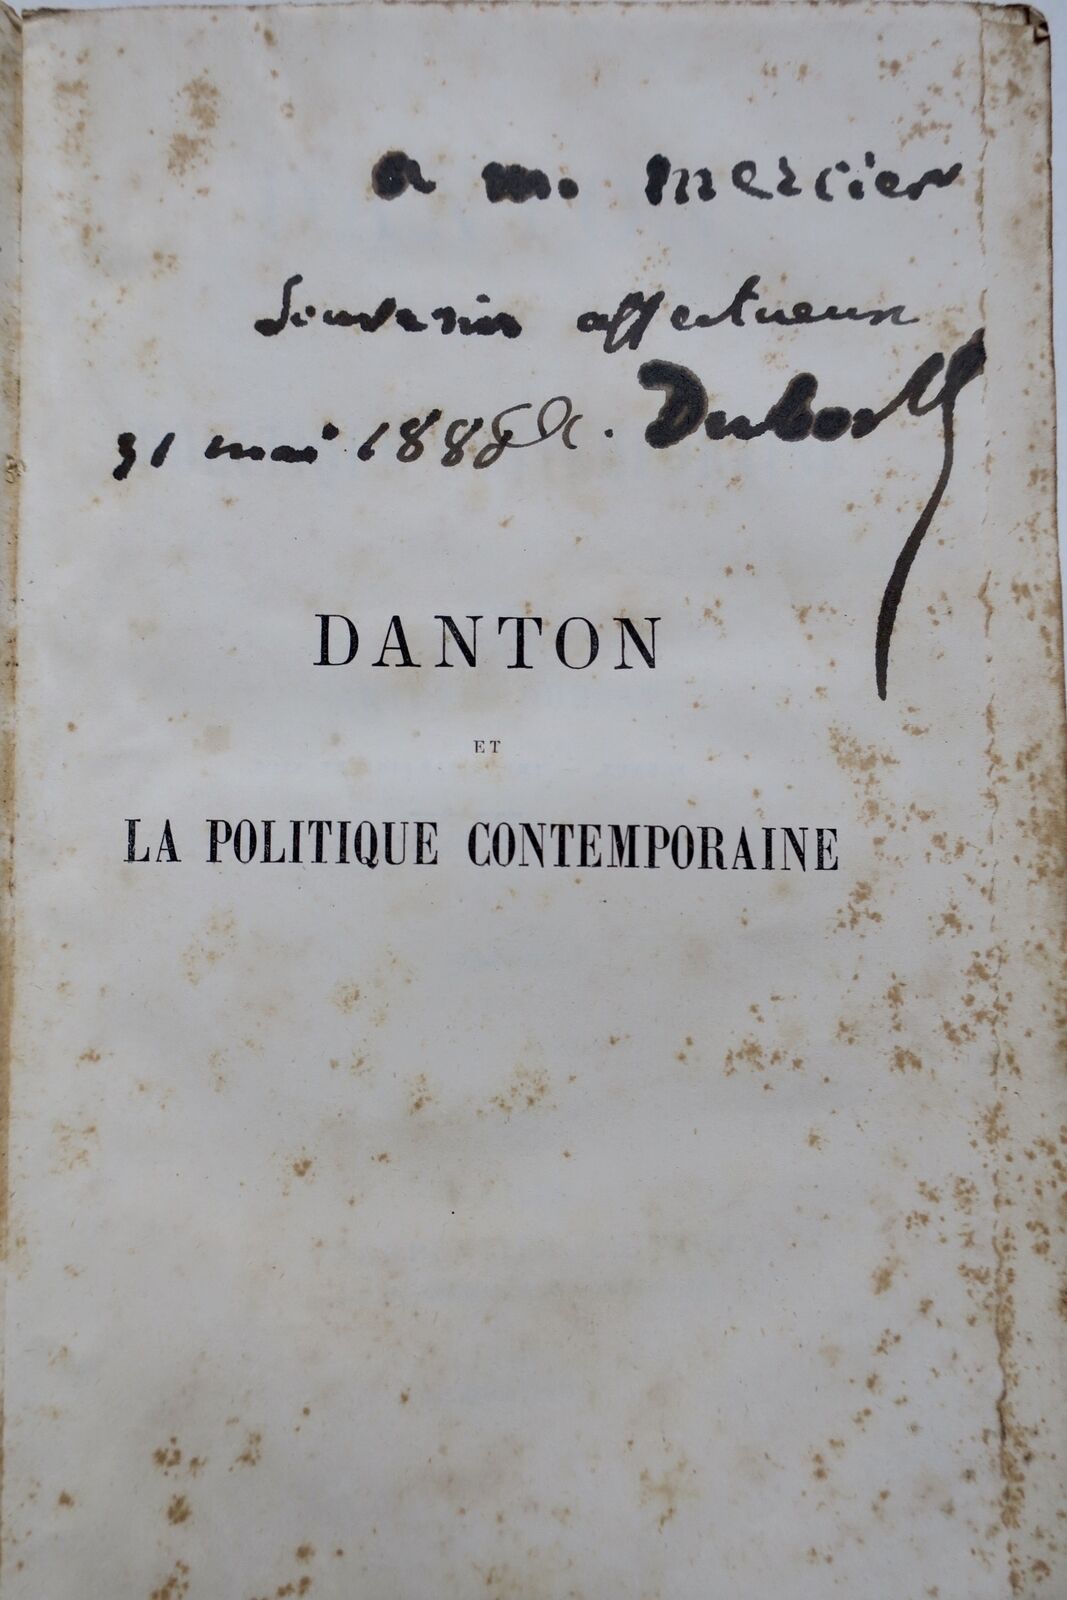 a m. mercier
Souvenir affectueux
31 mai 1888 . Dubost
DANTON
ET
LA POLITIQUE CONTEMPORAINE